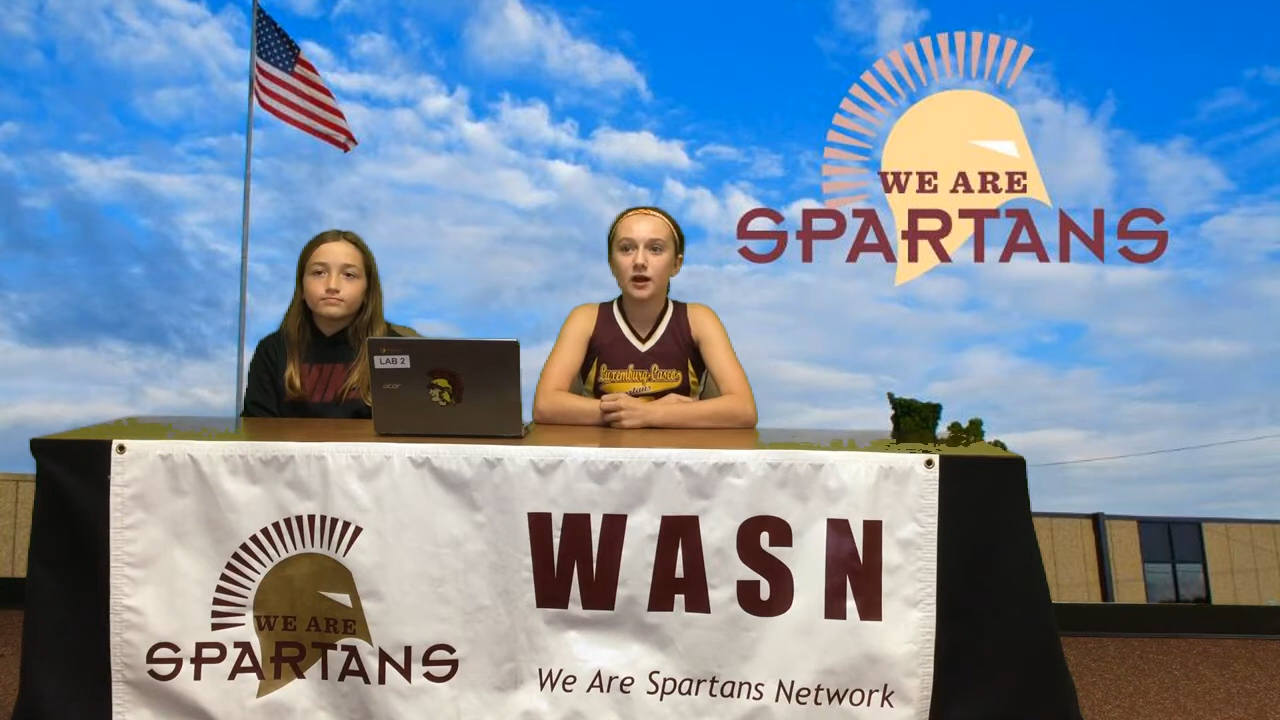 WE ARE
SPARTANS
LAB 2
acer
Luxemburg-Casco
WE ARE
SPARTANS
WASN
We Are Spartans Network